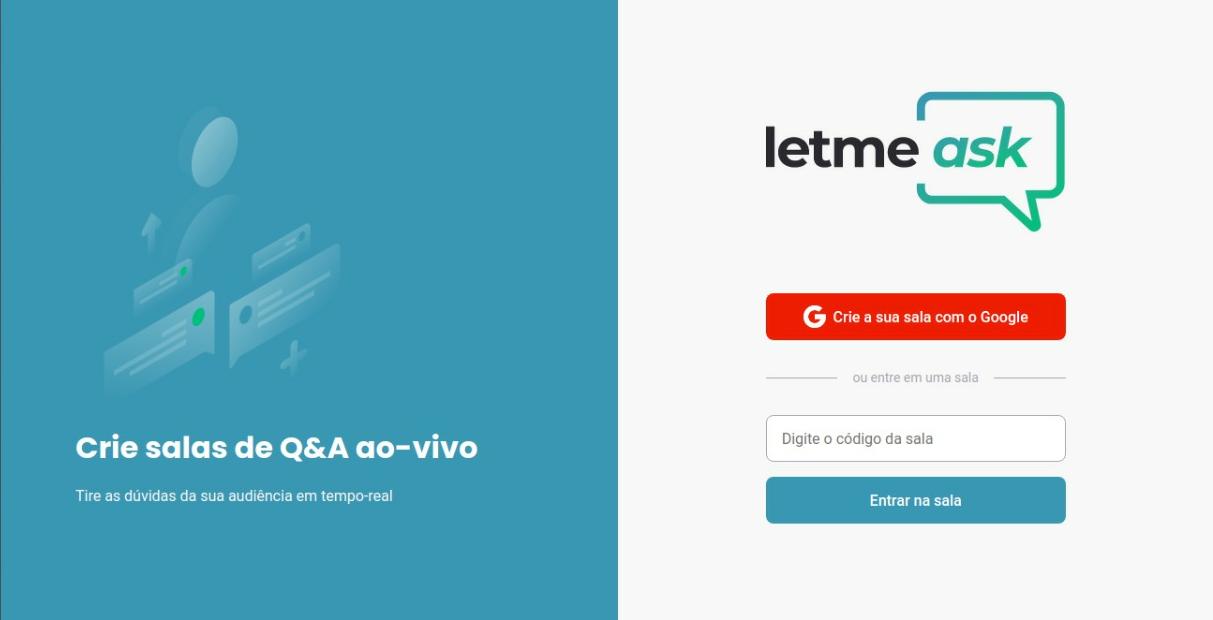 Crie salas de Q&A ao-vivo
Tire as dúvidas da sua audiência em tempo-real
letme ask
Crie a sua sala com o Google
ou entre em uma sala
Digite o código da sala
Entrar na sala